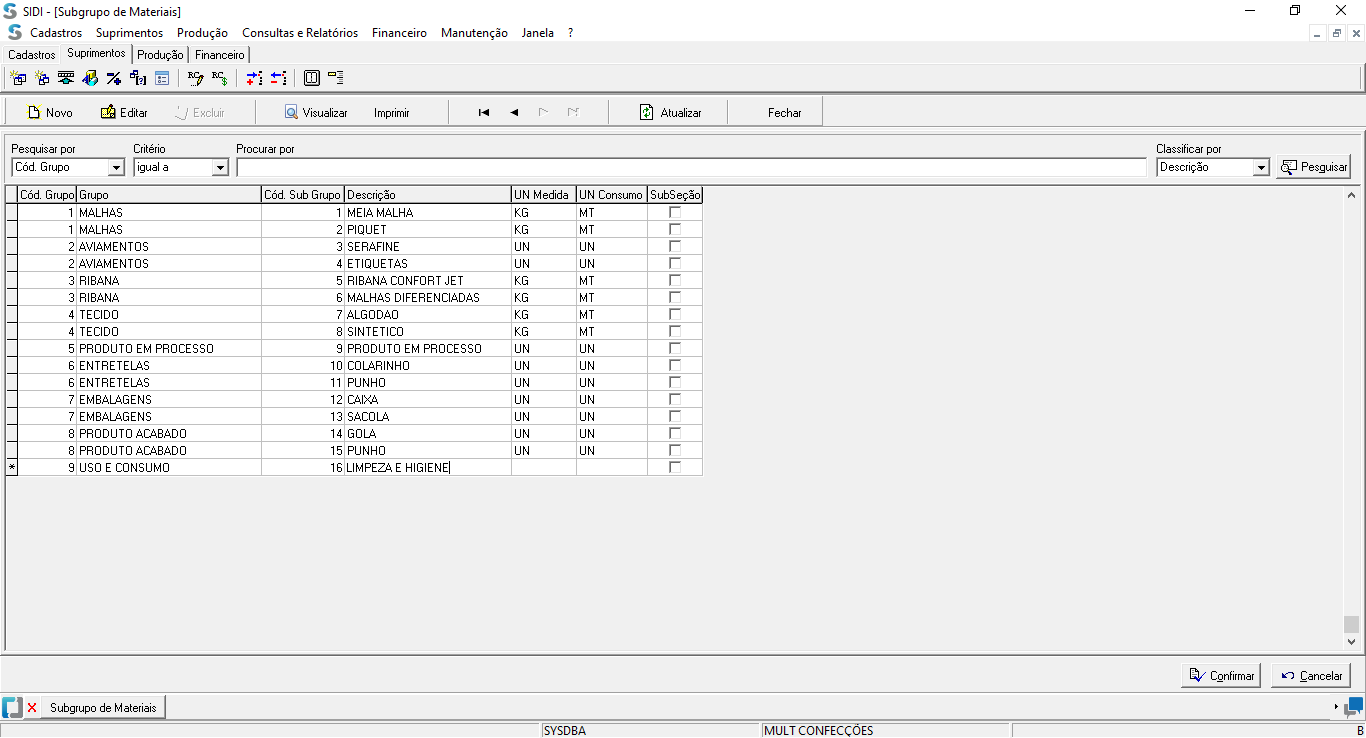 SIDI - [Subgrupo de Materiais]
Cadastros Suprimentos Produção Consultas e Relatórios Financeiro Manutenção Janela ?
Cadastros Suprimentos Produção Financeiro
Novo Editar Excluir Visualizar Imprimir Atualizar Fechar
Pesquisar por Critério Procurar por Classificar por
Cód. Grupo igual a Descrição Pesquisar
Cód. Grupo Grupo Cód. Sub Grupo Descrição UN Medida UN Consumo SubSeção
1 MALHAS 1 MEIA MALHA KG MT
1 MALHAS 2 PIQUET KG MT
2 AVIAMENTOS 3 SERAFINE UN UN
2 AVIAMENTOS 4 ETIQUETAS UN UN
3 RIBANA 5 RIBANA CONFORT JET KG MT
3 RIBANA 6 MALHAS DIFERENCIADAS KG MT
4 TECIDO 7 ALGODAO KG MT
4 TECIDO 8 SINTETICO KG MT
5 PRODUTO EM PROCESSO 9 PRODUTO EM PROCESSO UN UN
6 ENTRETELAS 10 COLARINHO UN UN
6 ENTRETELAS 11 PUNHO UN UN
7 EMBALAGENS 12 CAIXA UN UN
7 EMBALAGENS 13 SACOLA UN UN
8 PRODUTO ACABADO 14 GOLA UN UN
8 PRODUTO ACABADO 15 PUNHO UN UN
* 9 USO E CONSUMO 16 LIMPEZA E HIGIENE
Confirmar Cancelar
Subgrupo de Materiais
SYSDBA MULT CONFECÇÕES B